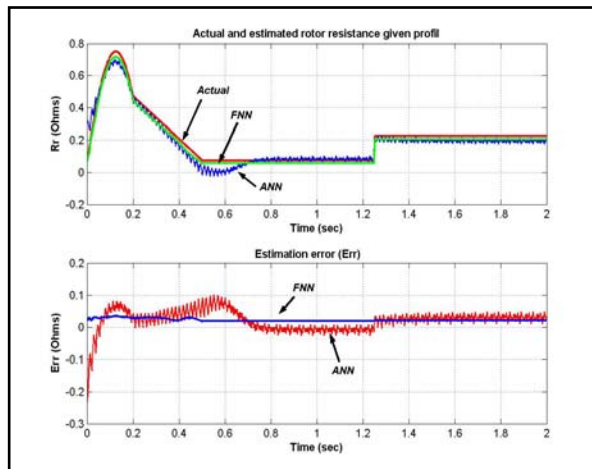 Actual and estimated rotor resistance given profil
Rr (Ohms)
0.8
0.6
0.4
0.2
0
-0.2
Actual
FNN
ANN
0 0.2 0.4 0.6 0.8 1 1.2 1.4 1.6 1.8 2
Time (sec)
Estimation error (Err)
Err (Ohms)
0.2
0.1
0
-0.1
-0.2
-0.3
FNN
ANN
0 0.2 0.4 0.6 0.8 1 1.2 1.4 1.6 1.8 2
Time (sec)